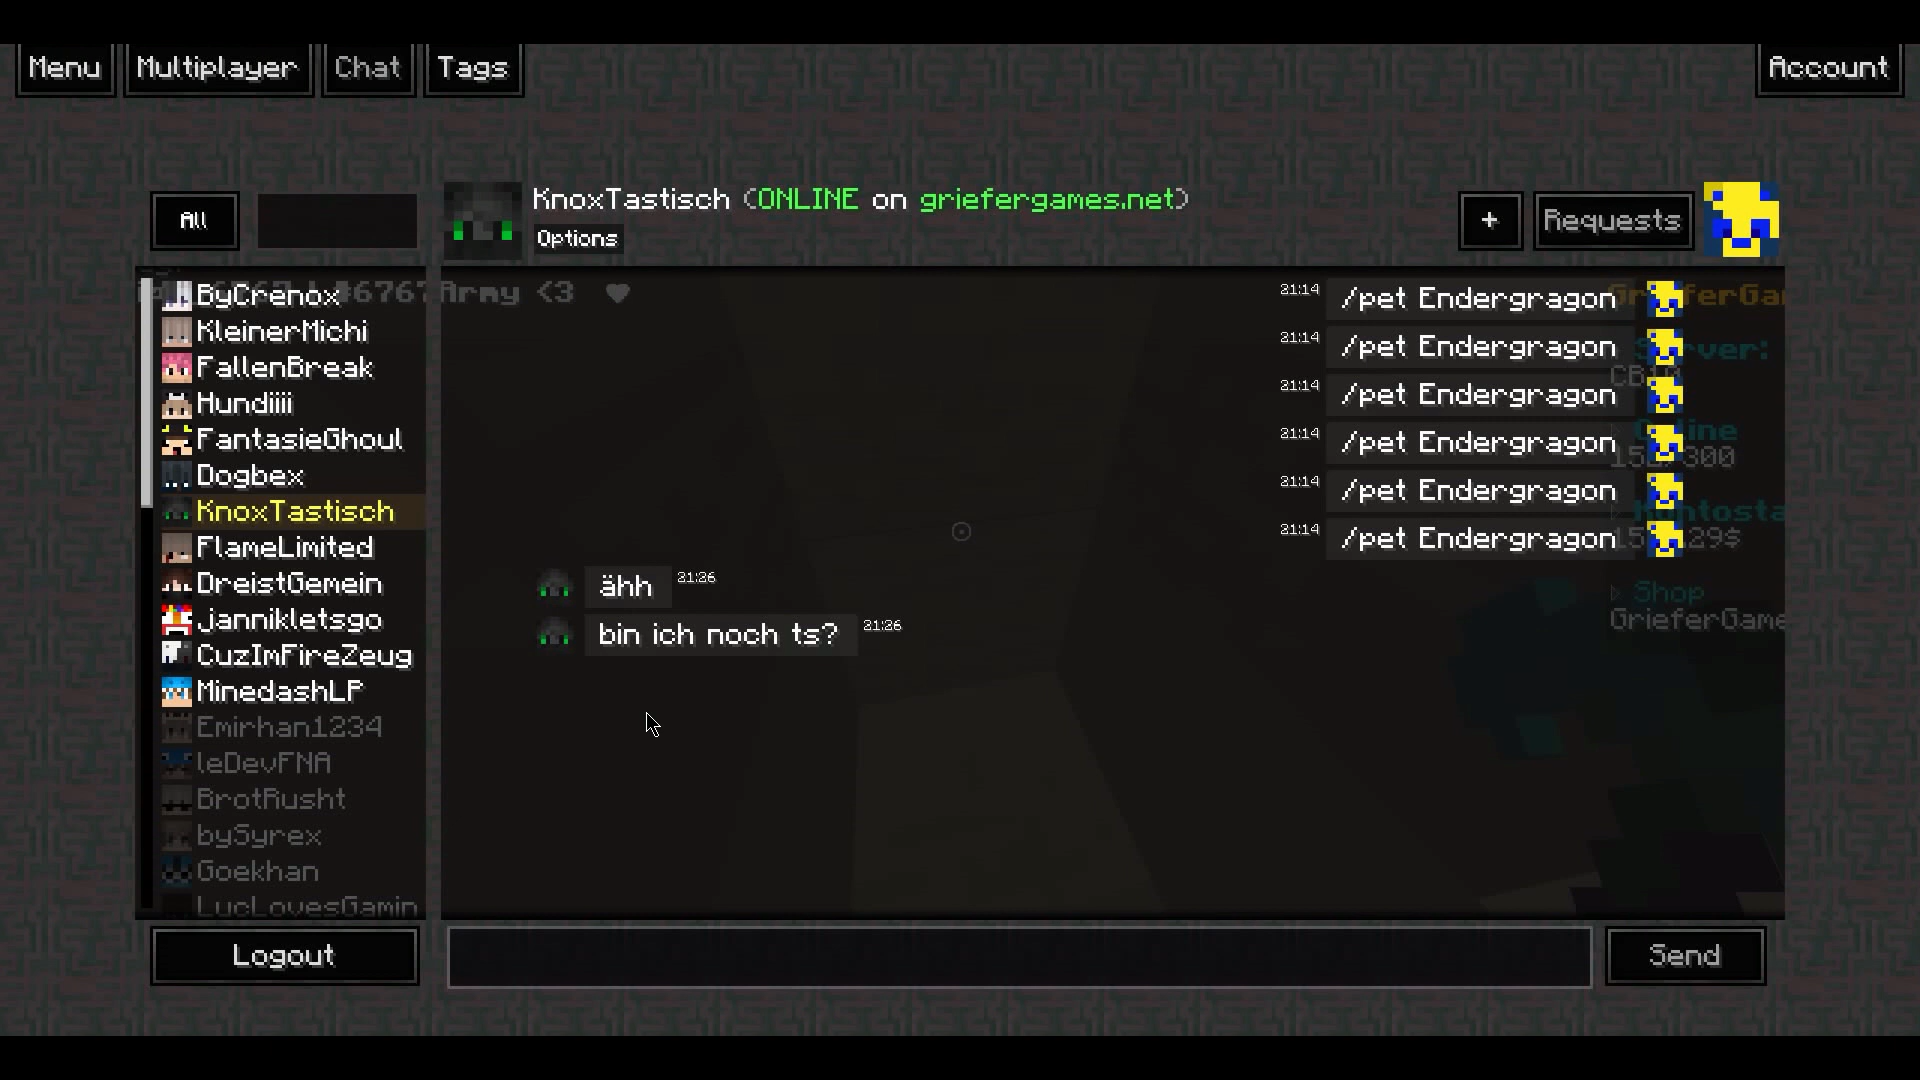 Menu Multiplayer Chat Tags Account
KnoxTastisch (ONLINE on griefergames.net)
Options
All
+ Requests
ByCrenox
KleinerMichi
FallenBreak
Hundiiii
FantasieGhoul
Dogbex
KnoxTastisch
FlameLimited
DreistGemein
jannikletsgo
CuzImFireZeug
MinedashLP
Emirhan1234
leDevFNA
BrotRusht
bySyrex
Goekhan
LucLovesGamin
#6767Army <3 ♥
21:14 /pet Endergragon
21:14 /pet Endergragon
21:14 /pet Endergragon
21:14 /pet Endergragon
21:14 /pet Endergragon
21:14 /pet Endergragon
ähh 21:26
bin ich noch ts? 21:26
Shop
GrieferGame
Logout
Send